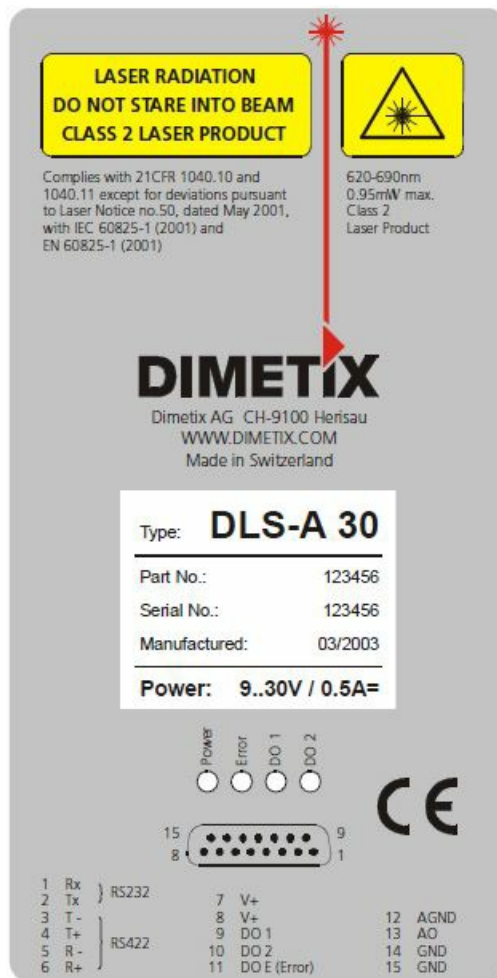 LASER RADIATION
DO NOT STARE INTO BEAM
CLASS 2 LASER PRODUCT
Complies with 21CFR 1040.10 and
1040.11 except for deviations pursuant
to Laser Notice no.50, dated May 2001,
with IEC 60825-1 (2001) and
EN 60825-1 (2001)
620-690nm
0.95mW max.
Class 2
Laser Product
DIMETIX
Dimetix AG CH-9100 Herisau
WWW.DIMETIX.COM
Made in Switzerland
Type: DLS-A 30
Part No.: 123456
Serial No.: 123456
Manufactured: 03/2003
Power: 9..30V / 0.5A=
Power Error DO 1 DO 2
CE
15 9
8 1
1 Rx
2 Tx
RS232
3 T -
4 T+
5 R -
6 R+
RS422
7 V+
8 V+
9 DO 1
10 DO 2
11 DO E (Error)
12 AGND
13 AO
14 GND
15 GND